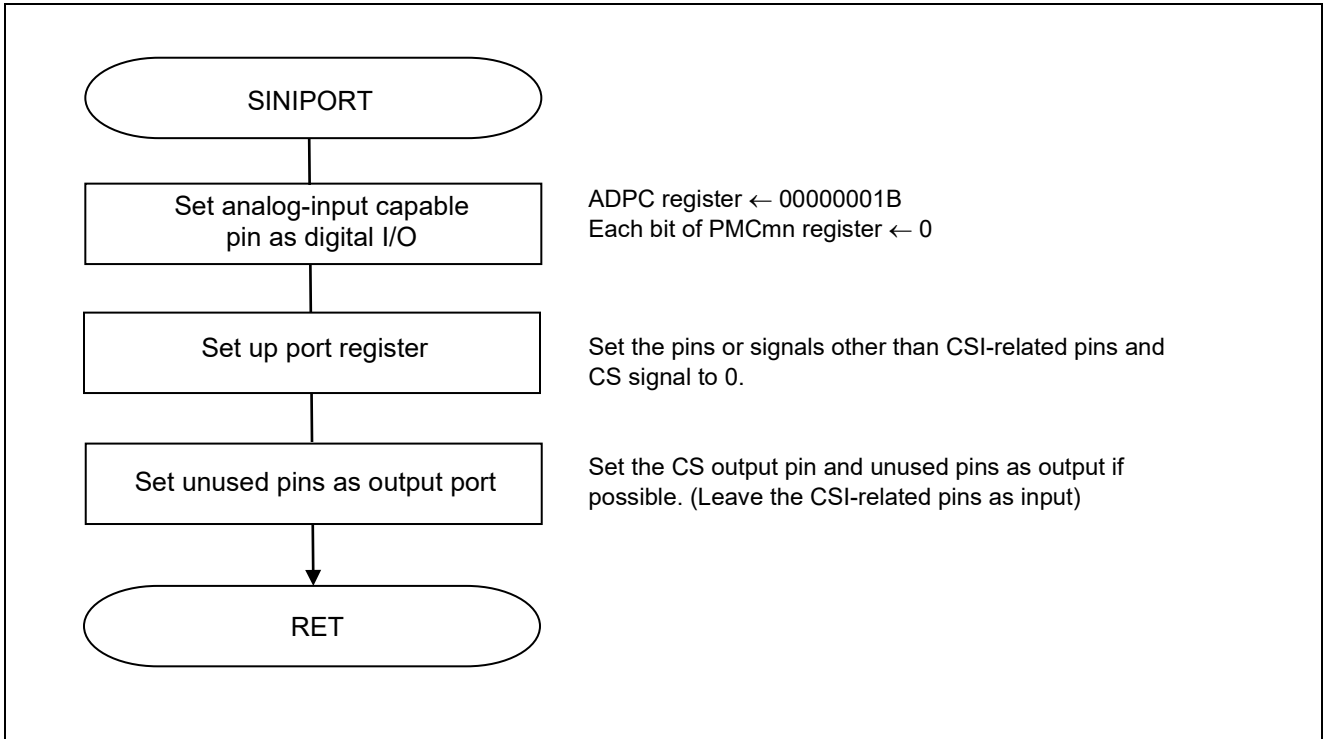 SINIPORT
Set analog-input capable
pin as digital I/O
ADPC register ← 00000001B
Each bit of PMCmn register ← 0
Set up port register
Set the pins or signals other than CSI-related pins and
CS signal to 0.
Set unused pins as output port
Set the CS output pin and unused pins as output if
possible. (Leave the CSI-related pins as input)
RET